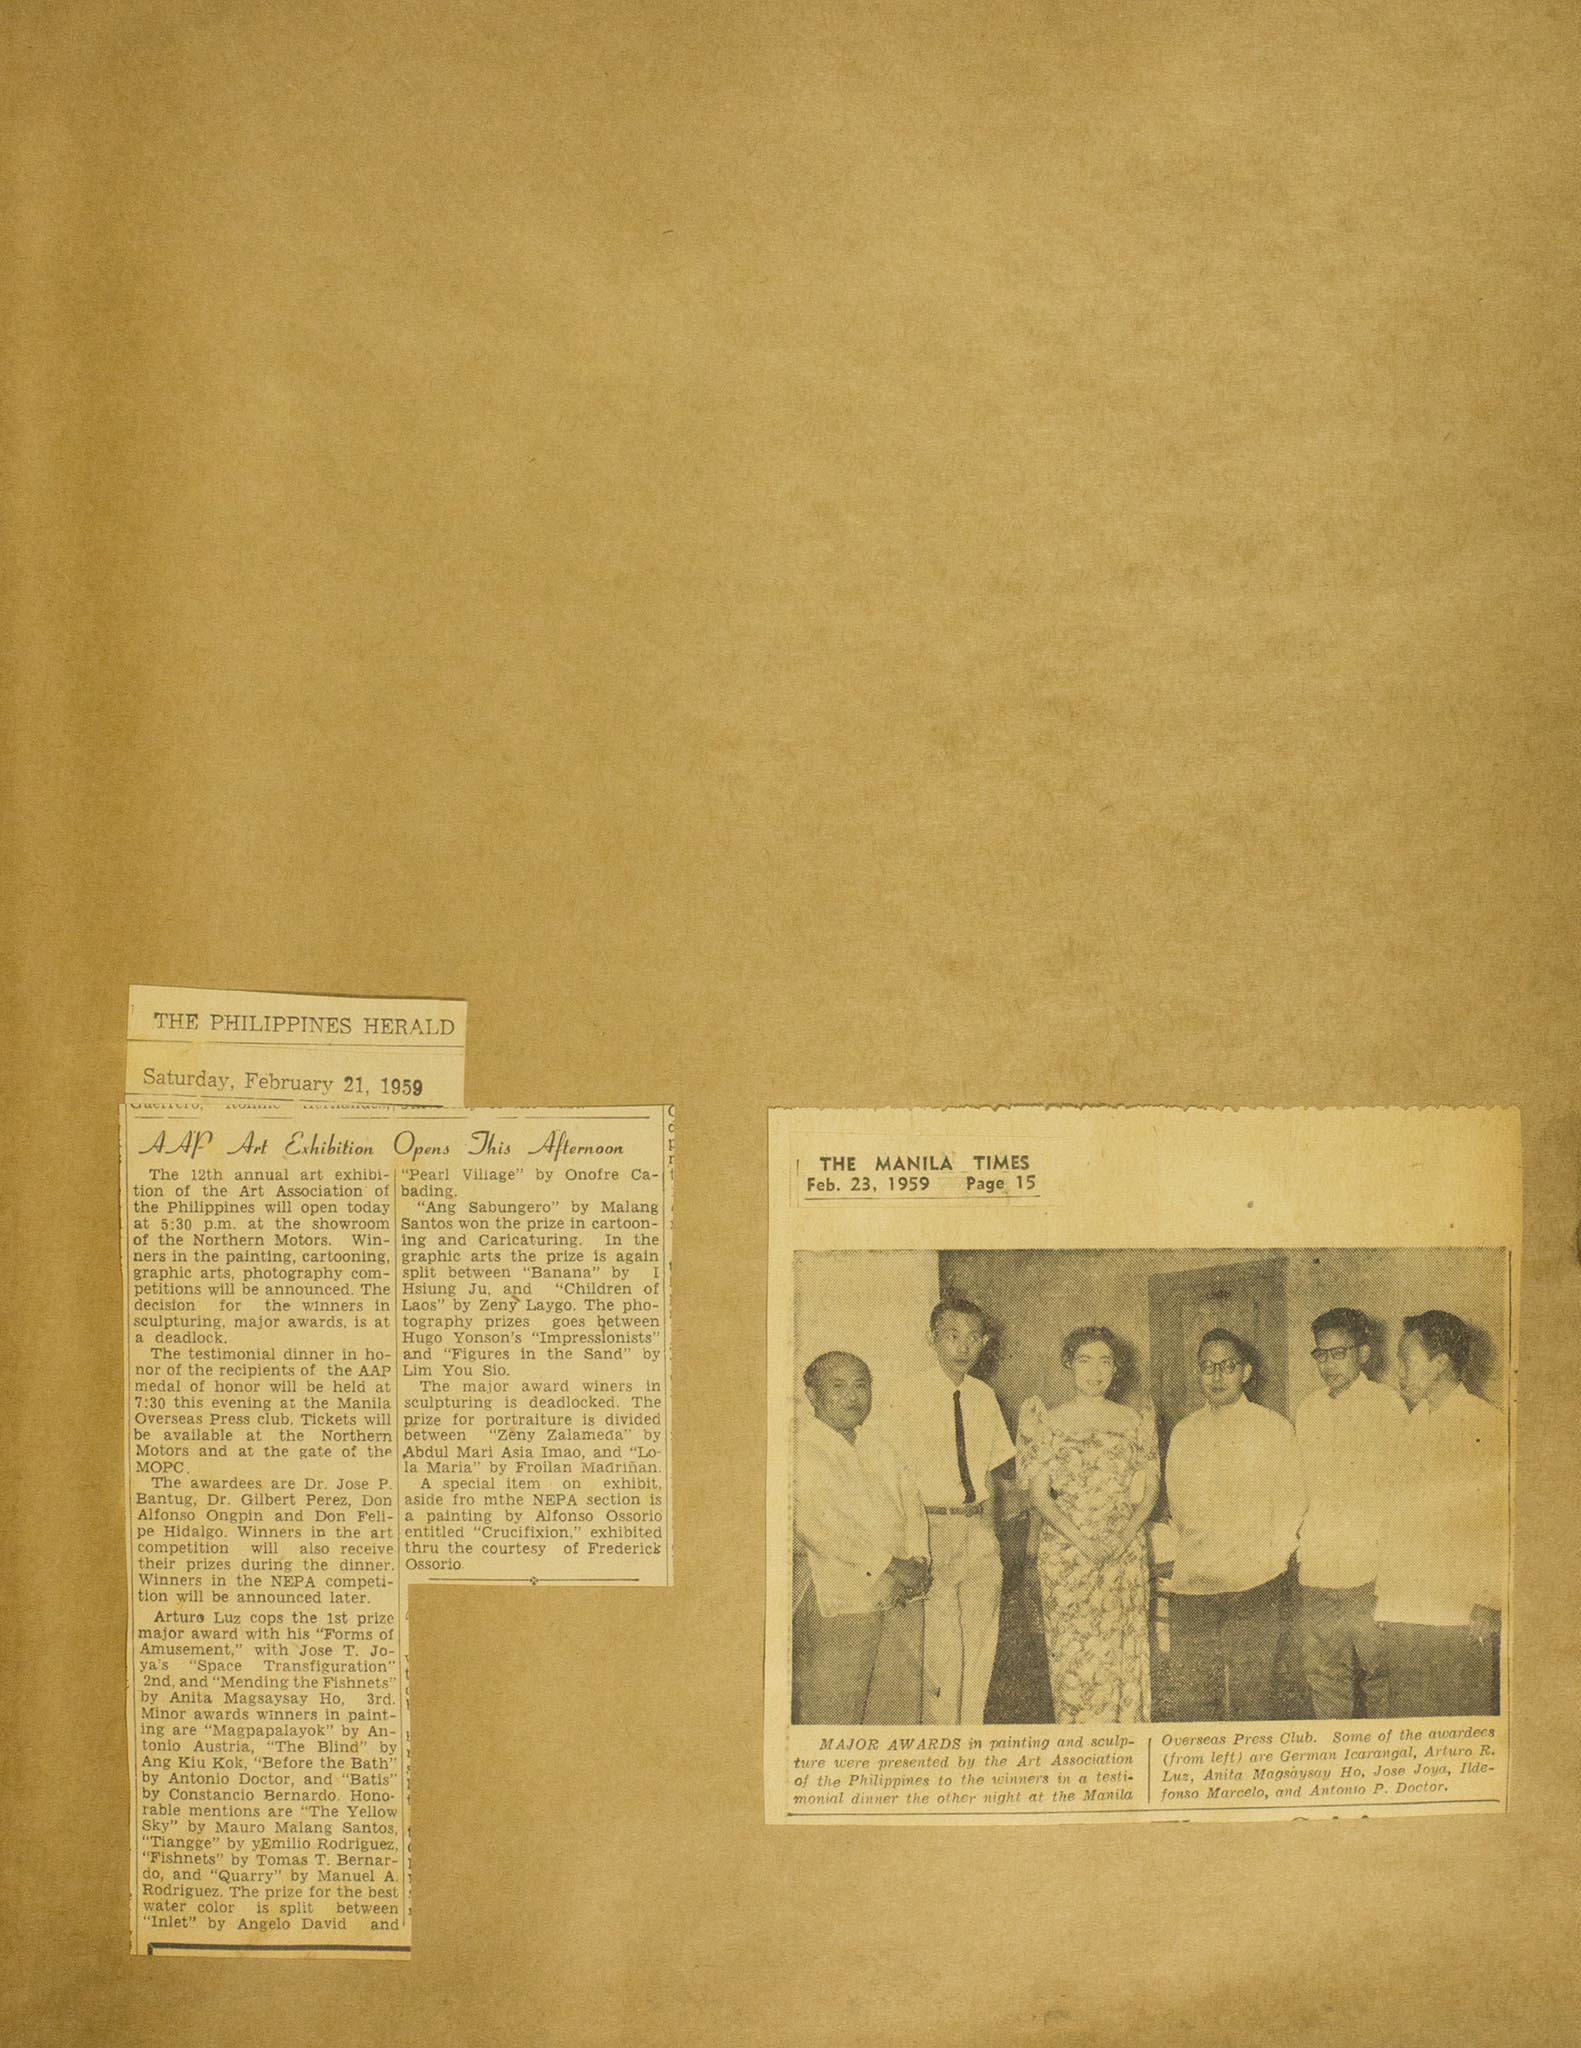 THE PHILIPPINES HERALD
Saturday, February 21, 1959
AAP Art Exhibition Opens This Afternoon
The 12th annual art exhibi-
tion of the Art Association of
the Philippines will open today
at 5:30 p.m. at the showroom
of the Northern Motors. Win-
ners in the painting, cartooning,
graphic arts, photography com-
petitions will be announced. The
decision for the winners in
sculpturing, major awards, is at
a deadlock.
The testimonial dinner in ho-
nor of the recipients of the AAP
medal of honor will be held at
7:30 this evening at the Manila
Overseas Press club. Tickets will
be available at the Northern
Motors and at the gate of the
MOPC.
The awardees are Dr. Jose P.
Bantug, Dr. Gilbert Perez, Don
Alfonso Ongpin and Don Feli-
pe Hidalgo. Winners in the art
competition will also receive
their prizes during the dinner.
Winners in the NEPA competi-
tion will be announced later.
Arturo Luz cops the 1st prize
major award with his "Forms of
Amusement," with Jose T. Jo-
ya's "Space Transfiguration"
2nd, and "Mending the Fishnets"
by Anita Magsaysay Ho, 3rd.
Minor awards winners in paint-
ing are "Magpapalayok" by An-
tonio Austria, "The Blind" by
Ang Kiu Kok, "Before the Bath"
by Antonio Doctor, and "Batis"
by Constancio Bernardo. Hono-
rable mentions are "The Yellow
Sky" by Mauro Malang Santos,
"Tiangge" by yEmilio Rodriguez,
"Fishnets" by Tomas T. Bernar-
do, and "Quarry" by Manuel A.
Rodriguez. The prize for the best
water color is split between
"Inlet" by Angelo David and
"Pearl Village" by Onofre Ca-
bading.
"Ang Sabungero" by Malang
Santos won the prize in cartoon-
ing and Caricaturing. In the
graphic arts the prize is again
split between "Banana" by I
Hsiung Ju, and "Children of
Laos" by Zeny Laygo. The pho-
tography prizes goes between
Hugo Yonson's "Impressionists"
and "Figures in the Sand" by
Lim You Sio.
The major award winers in
sculpturing is deadlocked. The
prize for portraiture is divided
between "Zeny Zalameda" by
Abdul Mari Asia Imao, and "Lo-
la Maria" by Froilan Madriñan.
A special item on exhibit,
aside fro mthe NEPA section is
a painting by Alfonso Ossorio
entitled "Crucifixion," exhibited
thru the courtesy of Frederick
Ossorio.
THE MANILA TIMES
Feb. 23, 1959 Page 15
MAJOR AWARDS in painting and sculp-
ture were presented by the Art Association
of the Philippines to the winners in a testi-
monial dinner the other night at the Manila
Overseas Press Club. Some of the awardees
(from left) are German Icarangal, Arturo R.
Luz, Anita Magsaysay Ho, Jose Joya, Ilde-
fonso Marcelo, and Antonio P. Doctor.